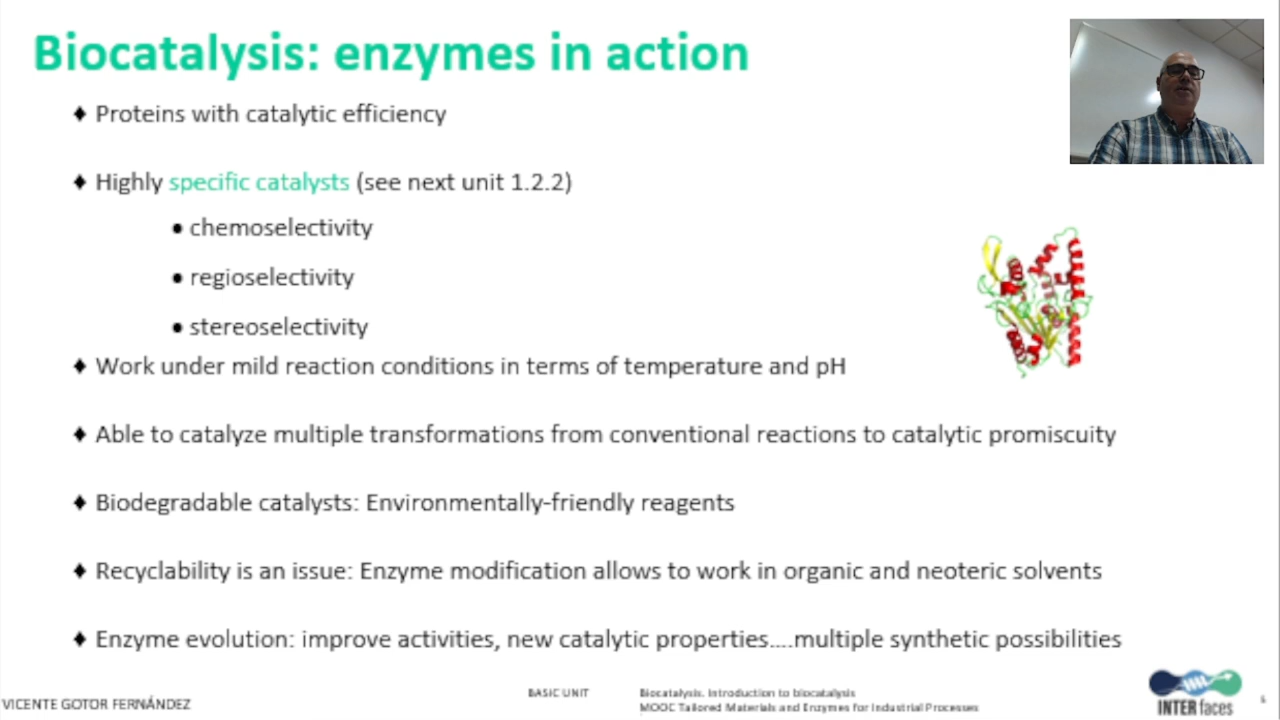 Biocatalysis: enzymes in action
♦ Proteins with catalytic efficiency
♦ Highly specific catalysts (see next unit 1.2.2)
• chemoselectivity
• regioselectivity
• stereoselectivity
♦ Work under mild reaction conditions in terms of temperature and pH
♦ Able to catalyze multiple transformations from conventional reactions to catalytic promiscuity
♦ Biodegradable catalysts: Environmentally-friendly reagents
♦ Recyclability is an issue: Enzyme modification allows to work in organic and neoteric solvents
♦ Enzyme evolution: improve activities, new catalytic properties....multiple synthetic possibilities
VICENTE GOTOR FERNÁNDEZ
BASIC UNIT
Biocatalysis. Introduction to biocatalysis
MOOC Tailored Materials and Enzymes for Industrial Processes
INTERfaces